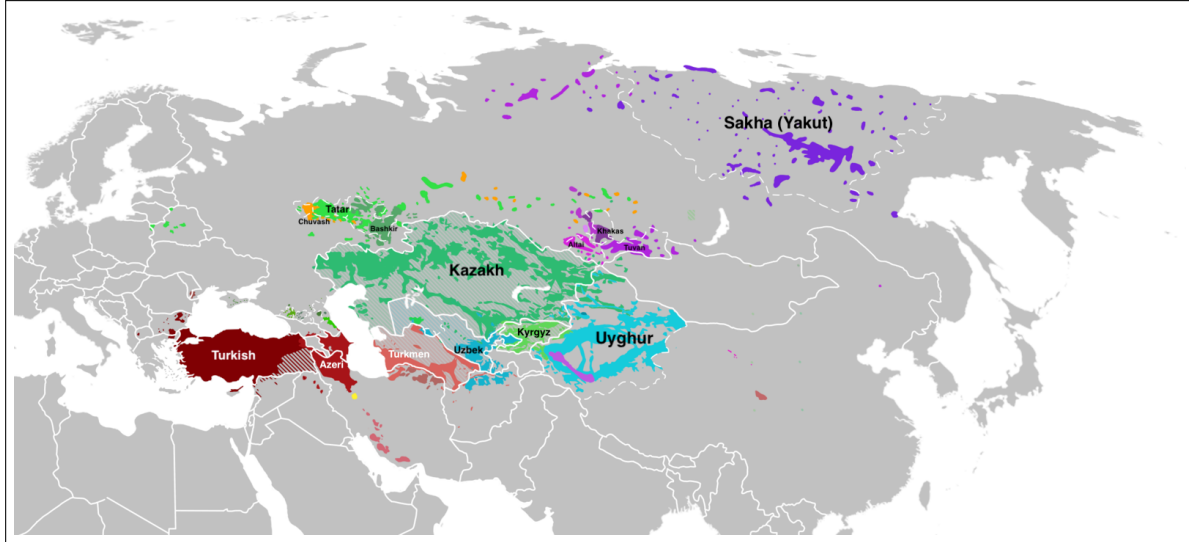 Sakha (Yakut)
Tatar
Chuvash
Bashkir
Khakas
Altai
Tuvan
Kazakh
Kyrgyz
Uyghur
Uzbek
Turkmen
Turkish
Azeri